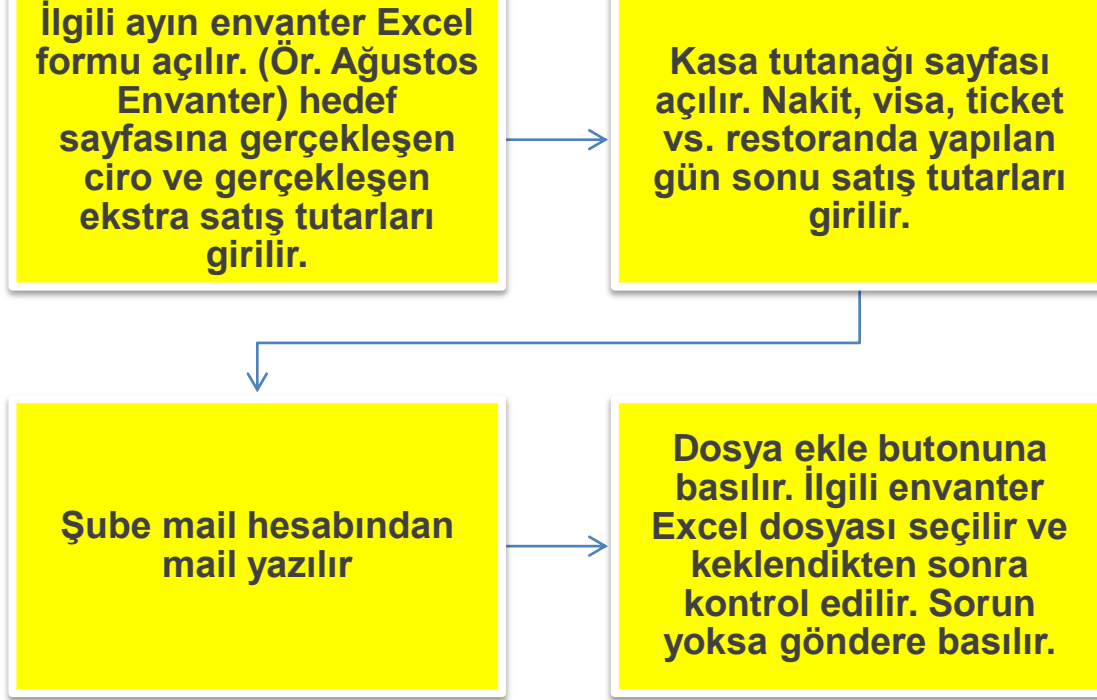 İlgili ayın envanter Excel
formu açılır. (Ör. Ağustos
Envanter) hedef
sayfasına gerçekleşen
ciro ve gerçekleşen
ekstra satış tutarları
girilir.
Kasa tutanağı sayfası
açılır. Nakit, visa, ticket
vs. restoranda yapılan
gün sonu satış tutarları
girilir.
Şube mail hesabından
mail yazılır
Dosya ekle butonuna
basılır. İlgili envanter
Excel dosyası seçilir ve
keklendikten sonra
kontrol edilir. Sorun
yoksa göndere basılır.